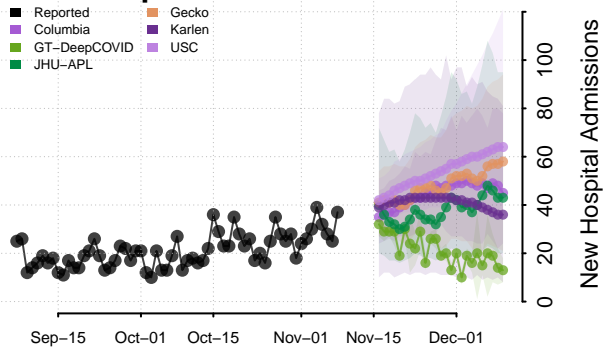 Reported
Columbia
GT−DeepCOVID
JHU−APL
Gecko
Karlen
USC
0
20
40
60
80
100
New Hospital Admissions
Sep−15
Oct−01
Oct−15
Nov−01
Nov−15
Dec−01